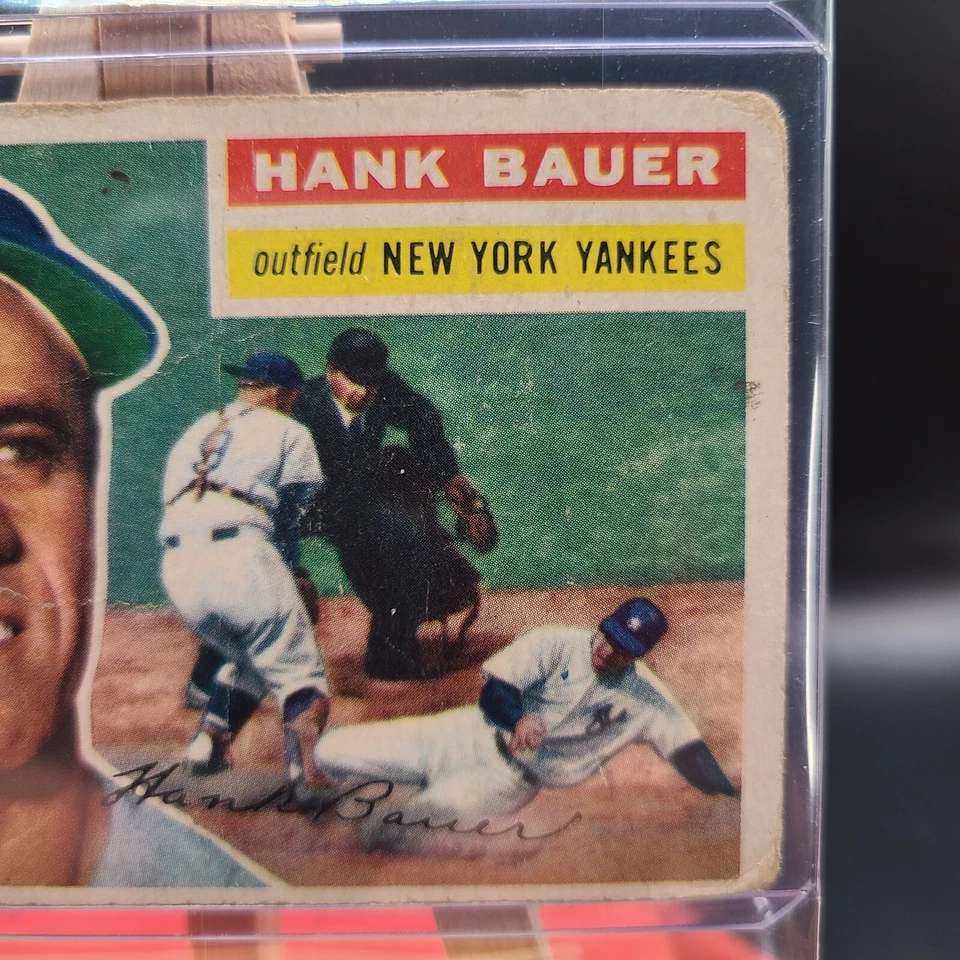 HANK BAUER
outfield NEW YORK YANKEES
Hank Bauer